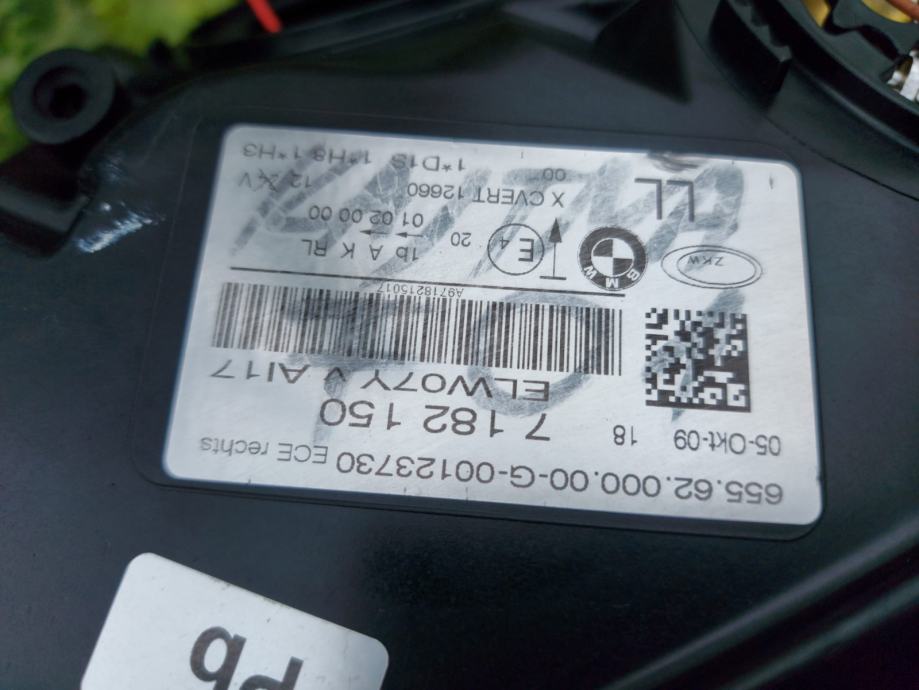 655.62.000.00-G-00123730 ECE rechts
05-Okt-09 18 7 182 150
ELW07Y v AI17
A9718215017
ZKW
BMW
E4 20 1b A K RL
01 02 00 00
LL
X CVERT 12660
00
12 V
1*D1S 1*H8 1*H3
Pb